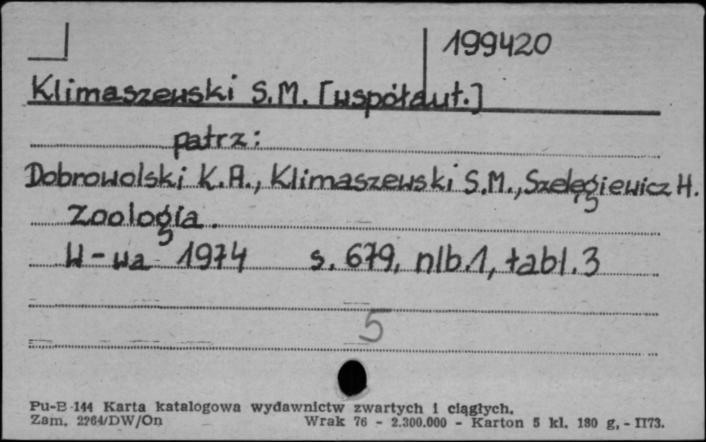 199420
Klimaszewski S.M. [współaut.]
patrz:
Dobrowolski K.A., Klimaszewski S.M., Szelęgiewicz H.
Zoologia.
W-wa 1974 s. 679, nlb.1, tabl.3
5
Pu-B-144 Karta katalogowa wydawnictw zwartych i ciągłych.
Zam. 2264/DW/On Wrak 76 - 2.300.000 - Karton 5 kl. 180 g. - II73.